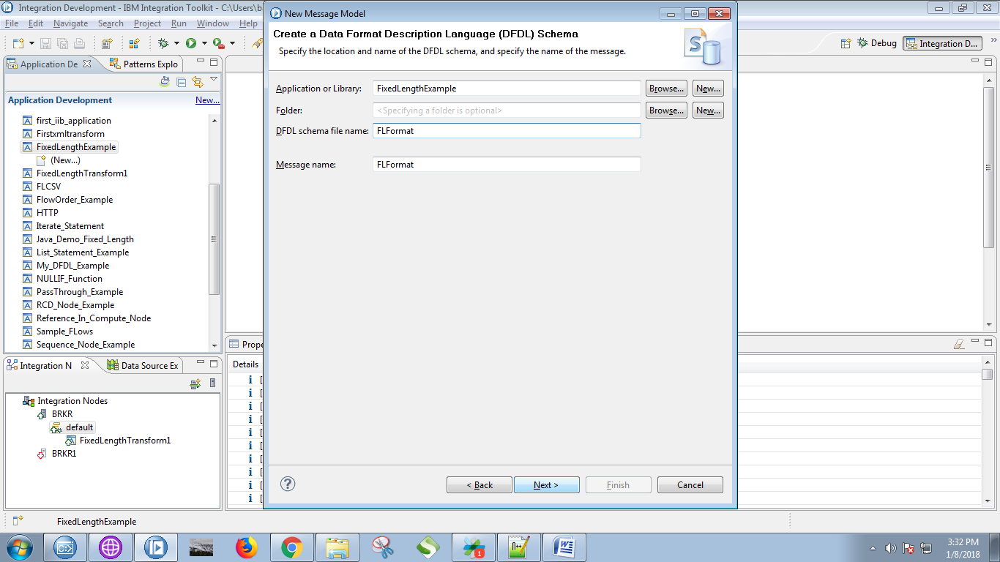 Integration Development - IBM Integration Toolkit - C:\Users\b
File Edit Navigate Search Project Run Window Help
Debug Integration D...
Application De Patterns Explo
Application Development New...
first_iib_application
Firstxmltransform
FixedLengthExample
(New...)
FixedLengthTransform1
FLCSV
FlowOrder_Example
HTTP
Iterate_Statement
Java_Demo_Fixed_Length
List_Statement_Example
My_DFDL_Example
NULLIF_Function
PassThrough_Example
RCD_Node_Example
Reference_In_Compute_Node
Sample_FLows
Sequence_Node_Example
Integration N Data Source Ex
Integration Nodes
BRKR
default
FixedLengthTransform1
BRKR1
Prope
Details
New Message Model
Create a Data Format Description Language (DFDL) Schema
Specify the location and name of the DFDL schema, and specify the name of the message.
Application or Library: FixedLengthExample Browse... New...
Folder: <Specifying a folder is optional> Browse... New...
DFDL schema file name: FLFormat
Message name: FLFormat
< Back Next > Finish Cancel
FixedLengthExample
3:32 PM
1/8/2018